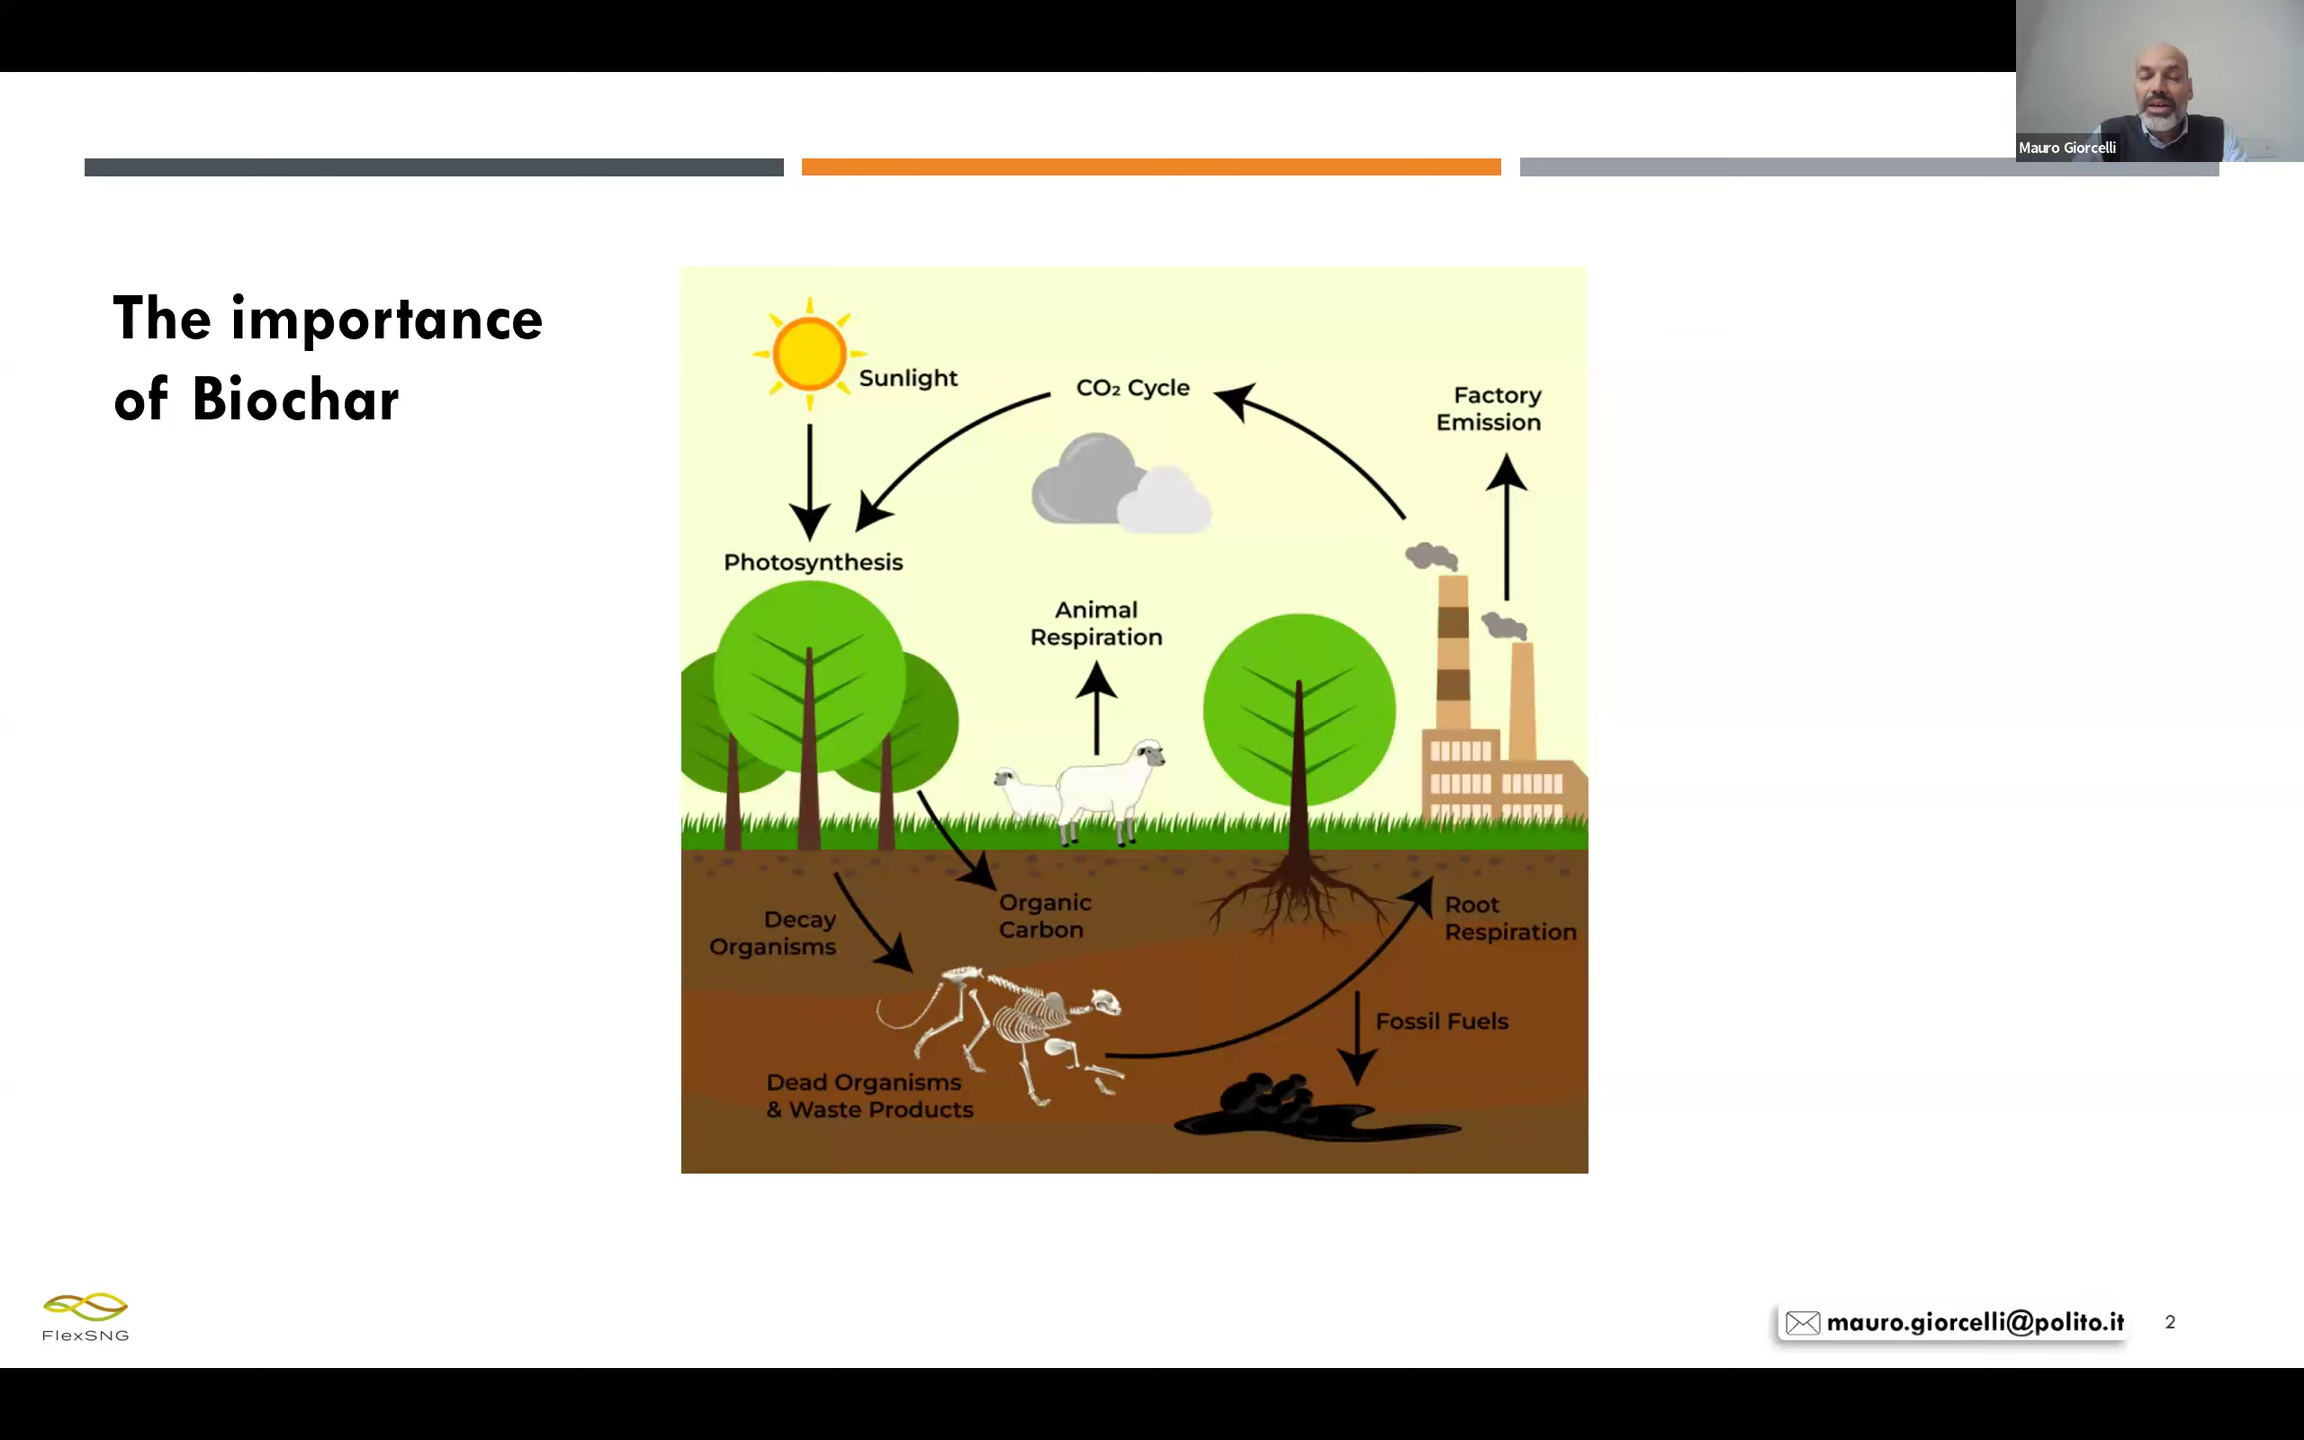 Mauro Giorcelli
The importance
of Biochar
Sunlight
CO₂ Cycle
Factory
Emission
Photosynthesis
Animal
Respiration
Organic
Carbon
Decay
Organisms
Root
Respiration
Fossil Fuels
Dead Organisms
& Waste Products
FlexSNG
mauro.giorcelli@polito.it
2